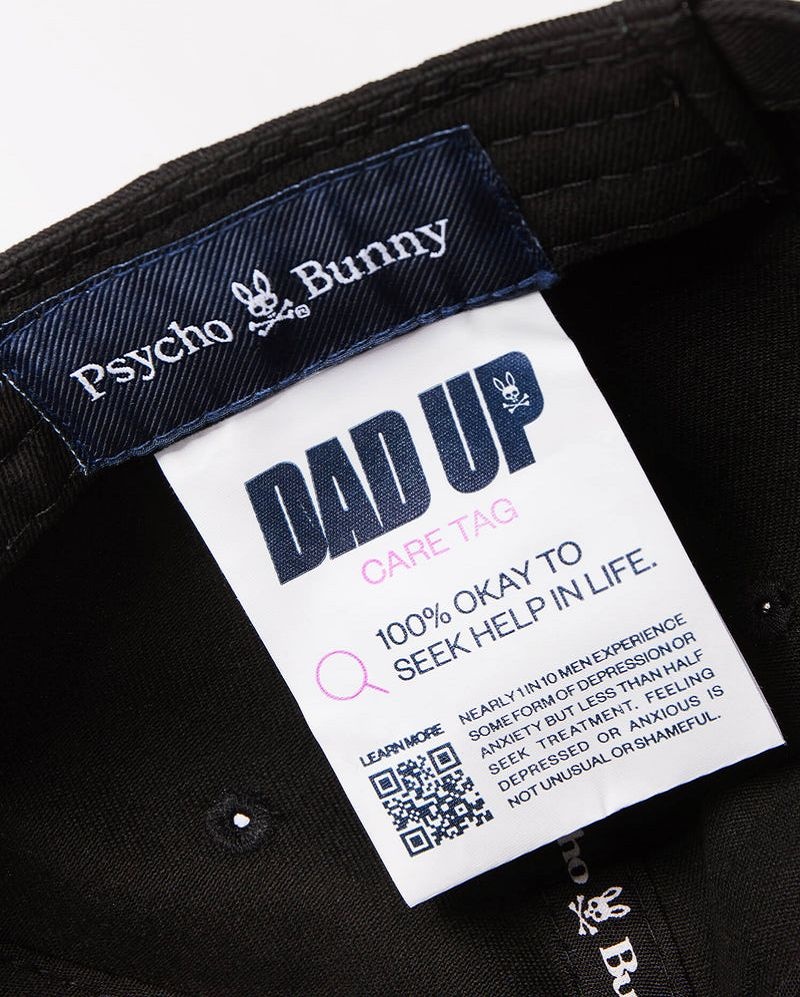 Psycho Bunny
DAD UP
CARE TAG
100% OKAY TO
SEEK HELP IN LIFE.
LEARN MORE
NEARLY 1 IN 10 MEN EXPERIENCE
SOME FORM OF DEPRESSION OR
ANXIETY BUT LESS THAN HALF
SEEK TREATMENT. FEELING
DEPRESSED OR ANXIOUS IS
NOT UNUSUAL OR SHAMEFUL.
ho Bu